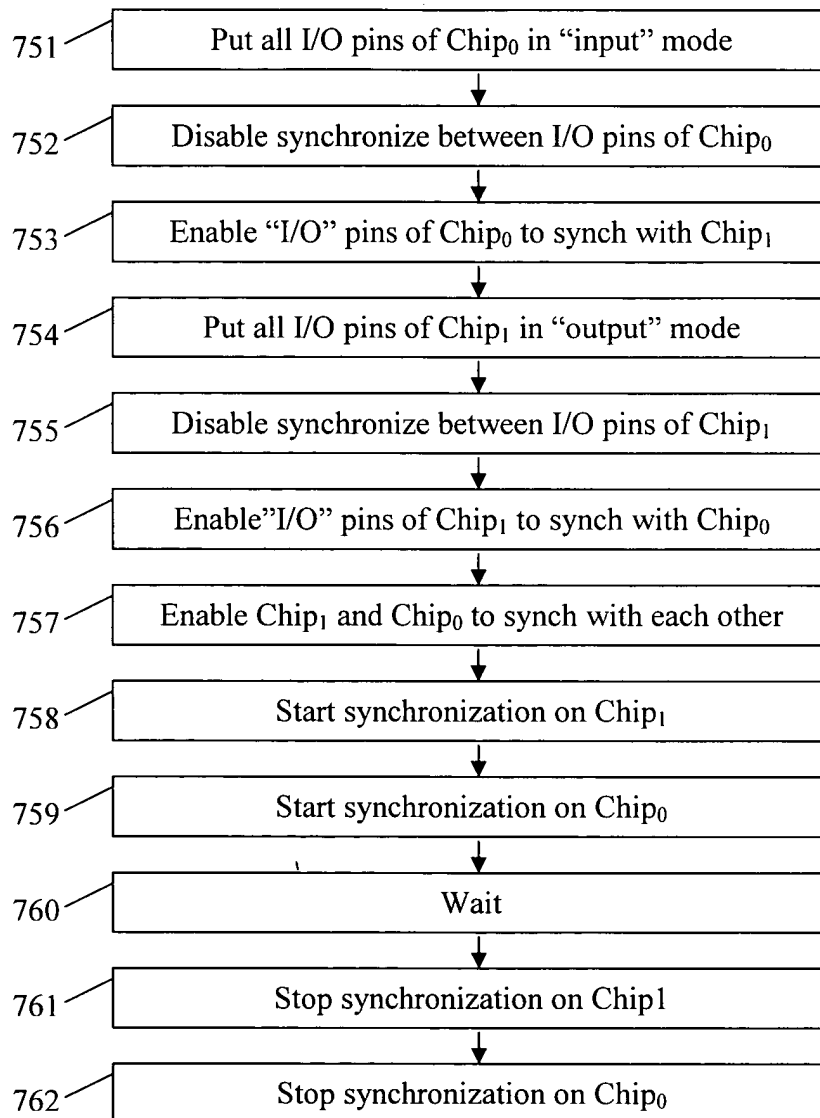 751 Put all I/O pins of Chip₀ in “input” mode
752 Disable synchronize between I/O pins of Chip₀
753 Enable “I/O” pins of Chip₀ to synch with Chip₁
754 Put all I/O pins of Chip₁ in “output” mode
755 Disable synchronize between I/O pins of Chip₁
756 Enable”I/O” pins of Chip₁ to synch with Chip₀
757 Enable Chip₁ and Chip₀ to synch with each other
758 Start synchronization on Chip₁
759 Start synchronization on Chip₀
760 Wait
761 Stop synchronization on Chip1
762 Stop synchronization on Chip₀